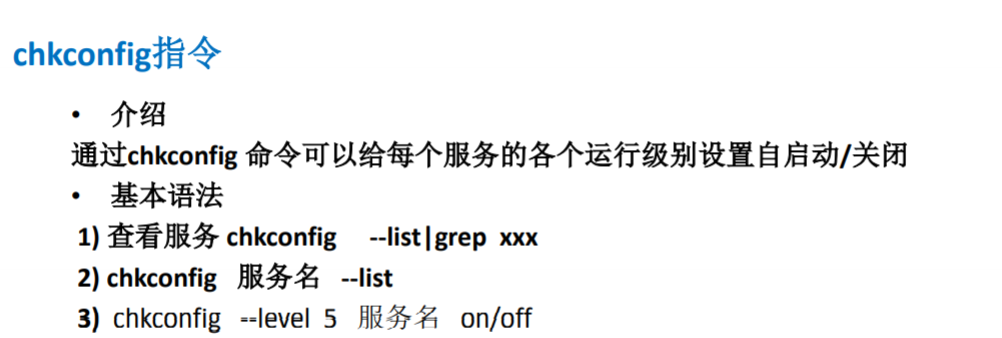 chkconfig指令
• 介绍
通过chkconfig 命令可以给每个服务的各个运行级别设置自启动/关闭
• 基本语法
1) 查看服务 chkconfig --list|grep xxx
2) chkconfig 服务名 --list
3) chkconfig --level 5 服务名 on/off